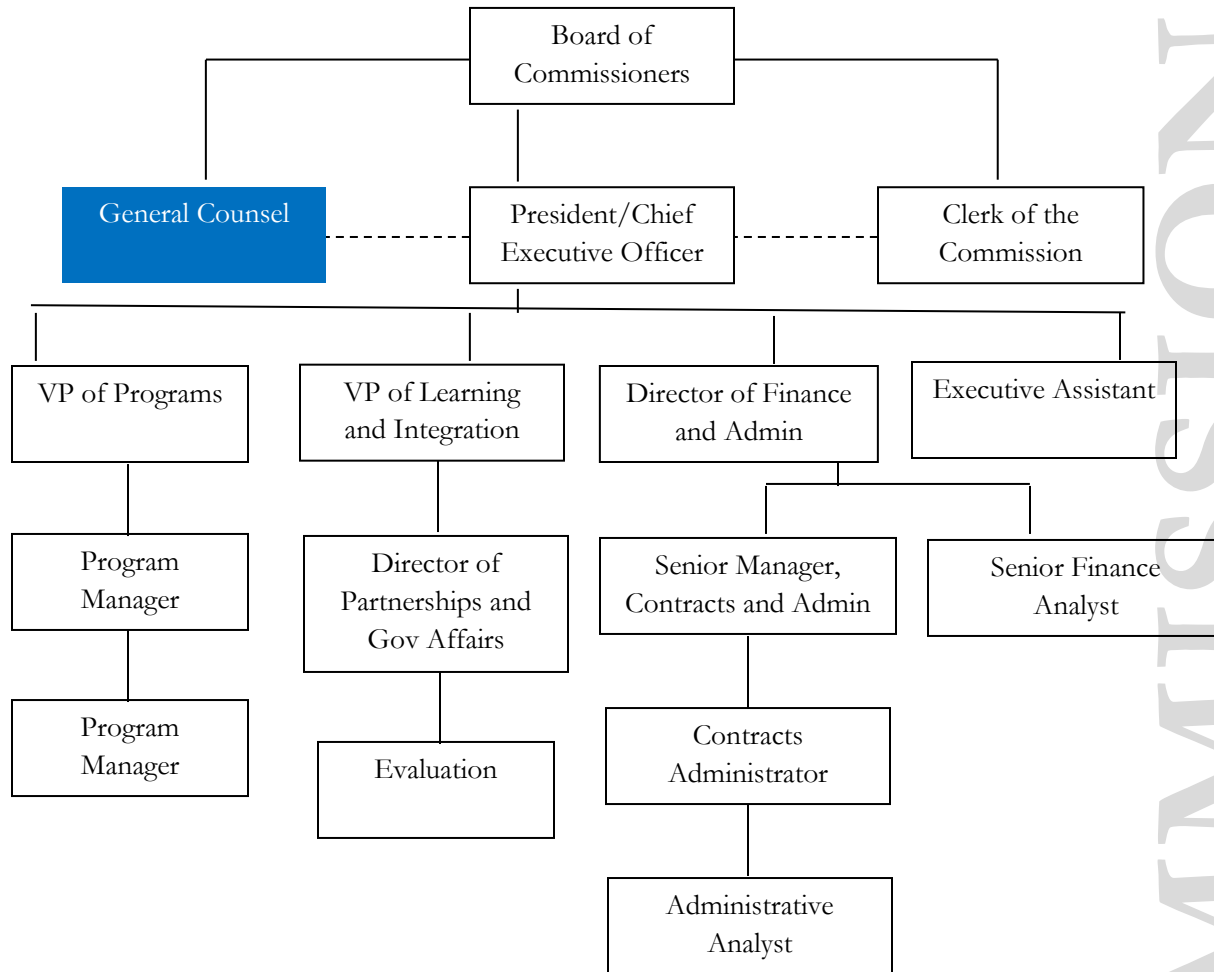 Board of
Commissioners
General Counsel
President/Chief
Executive Officer
Clerk of the
Commission
VP of Programs
VP of Learning
and Integration
Director of Finance
and Admin
Executive Assistant
Program
Manager
Director of
Partnerships and
Gov Affairs
Senior Manager,
Contracts and Admin
Senior Finance
Analyst
Program
Manager
Evaluation
Contracts
Administrator
Administrative
Analyst
MMISSION